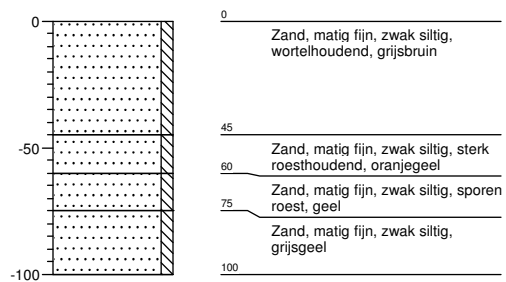 0
0
Zand, matig fijn, zwak siltig,
wortelhoudend, grijsbruin
45
-50
Zand, matig fijn, zwak siltig, sterk
roesthoudend, oranjegeel
60
Zand, matig fijn, zwak siltig, sporen
roest, geel
75
Zand, matig fijn, zwak siltig,
grijsgeel
-100
100